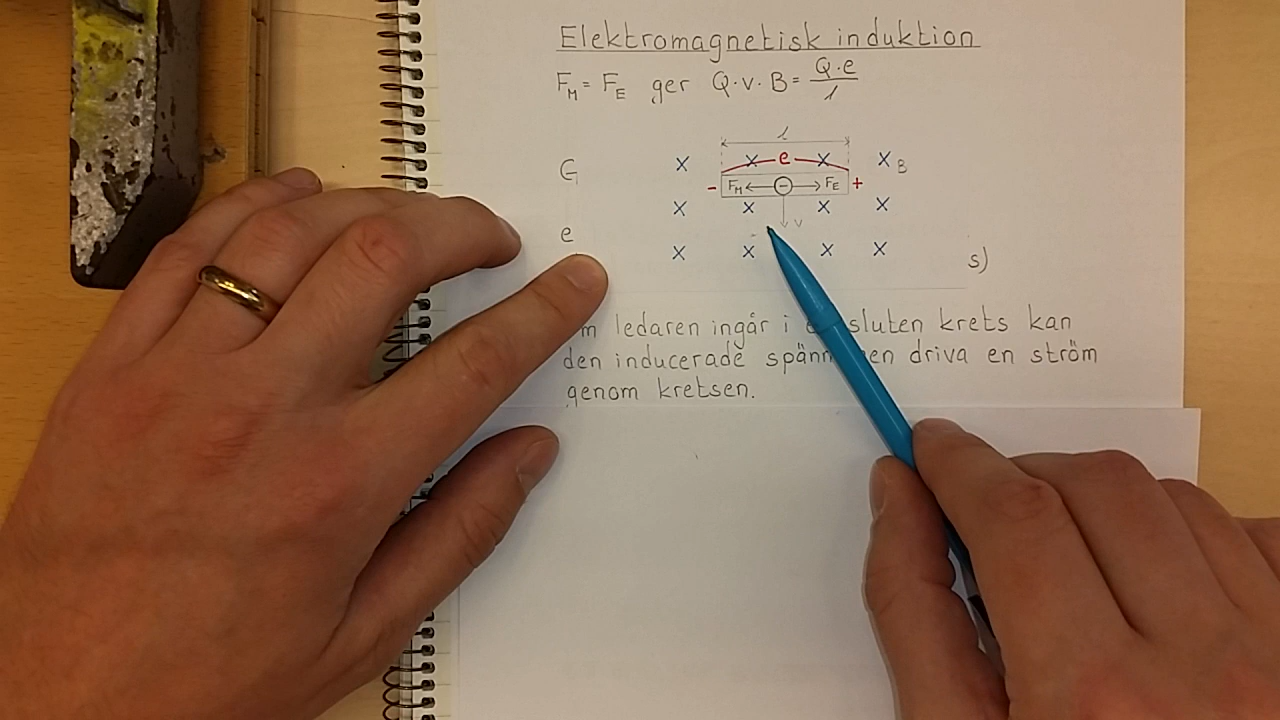 Elektromagnetisk induktion
F_M = F_E ger Q·v·B = Q·e/l
l
G x x e x x B
- F_M ← − → F_E +
x x x x
v
e
x x x x
s)
m ledaren ingår i sluten krets kan
den inducerade driva en ström
genom kretsen.